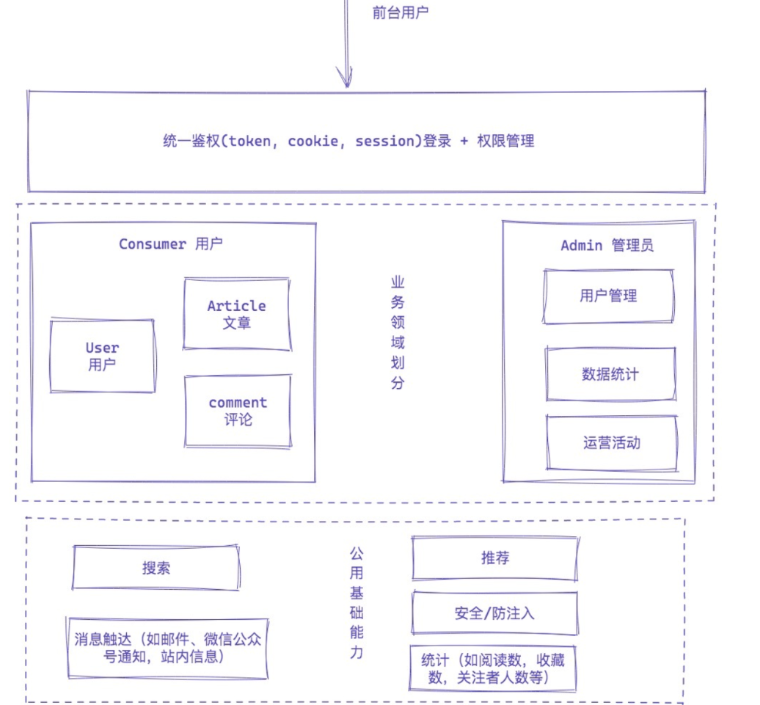 前台用户
统一鉴权(token, cookie, session)登录 + 权限管理
Consumer 用户
Article
文章
User
用户
comment
评论
业
务
领
域
划
分
Admin 管理员
用户管理
数据统计
运营活动
搜索
消息触达（如邮件、微信公众
号通知，站内信息）
公
用
基
础
能
力
推荐
安全/防注入
统计（如阅读数，收藏
数，关注者人数等）